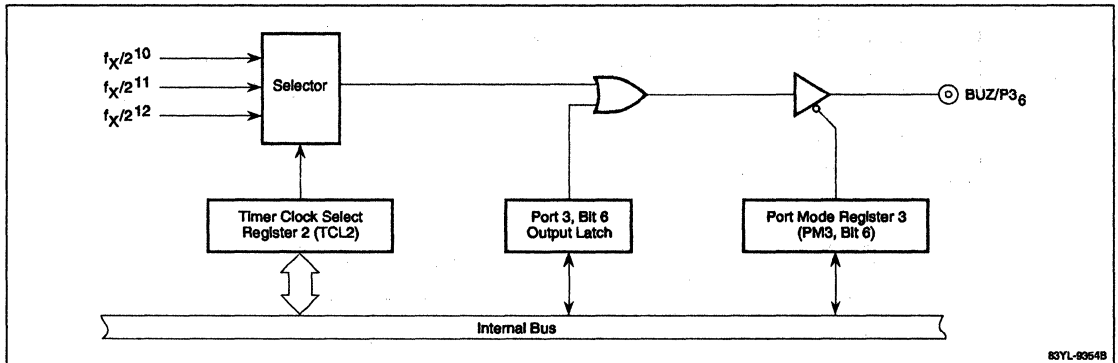 fX/2^10
fX/2^11
fX/2^12
Selector
BUZ/P3₆
Timer Clock Select
Register 2 (TCL2)
Port 3, Bit 6
Output Latch
Port Mode Register 3
(PM3, Bit 6)
Internal Bus
83YL-9354B